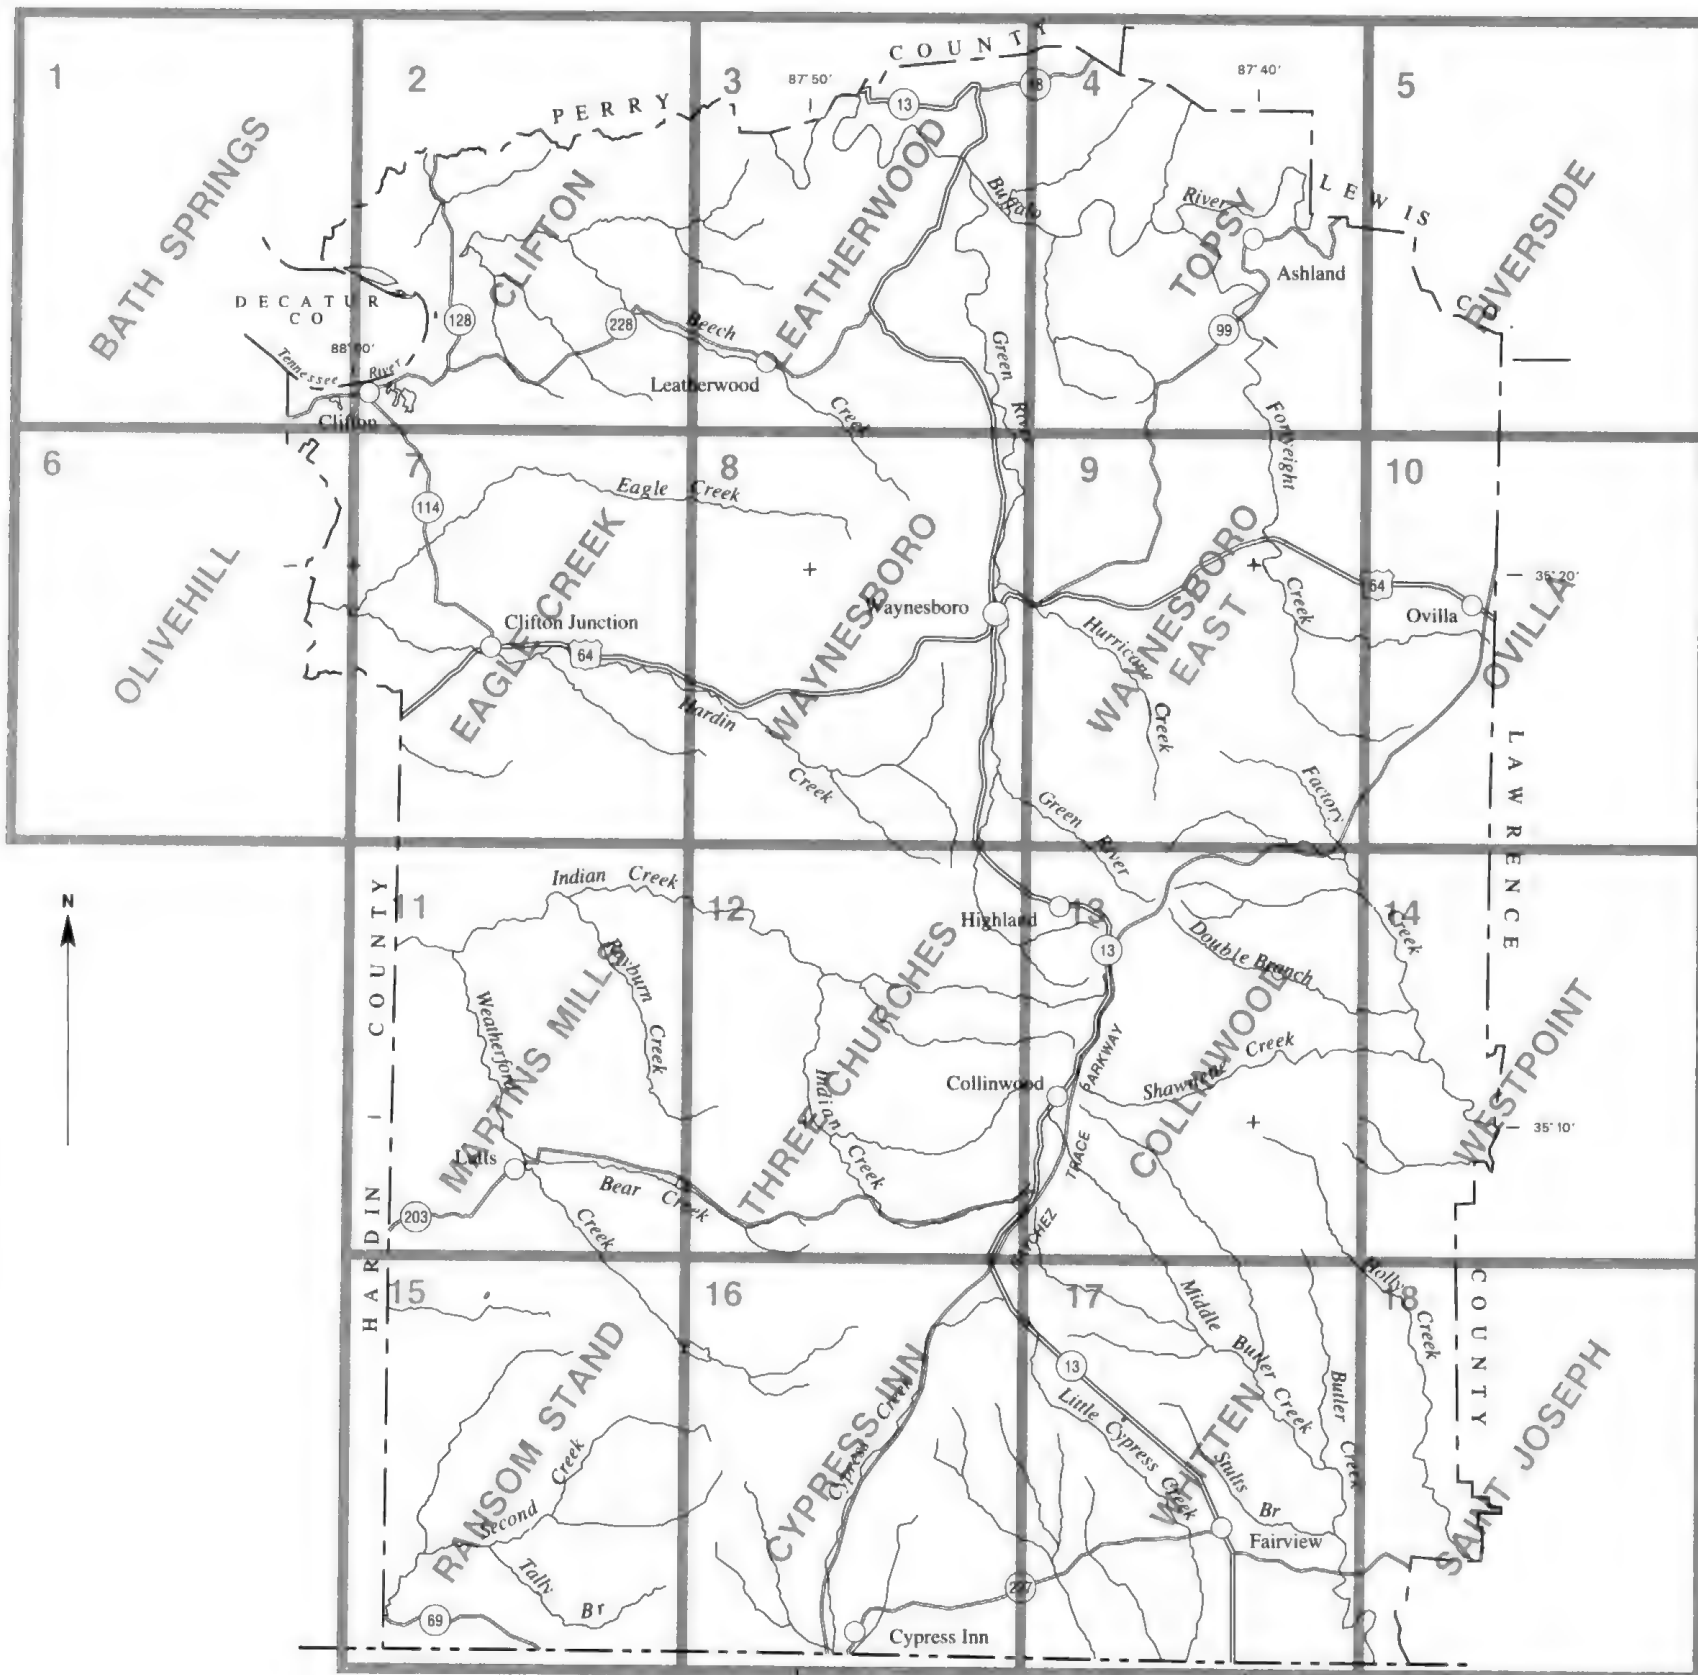 COUNTY
1
2
3
4
5
87°50'
87°40'
PERRY
13
48
BATH SPRINGS
CLIFTON
LEATHERWOOD
TOPSY
RIVERSIDE
Buffalo
River
LEWIS
CO
Ashland
DECATUR
CO
128
228
Beech
99
88°00'
Tennessee River
Leatherwood
Green
River
Creek
Clifton
Fortyeight
6
7
8
9
10
Eagle Creek
114
OLIVEHILL
EAGLE CREEK
WAYNESBORO
WAYNESBORO
EAST
OVILLA
35°20'
64
Waynesboro
Creek
Ovilla
Clifton Junction
64
Hurricane
Creek
Hardin
Creek
LAWRENCE
Factory
Green
River
N
COUNTY
11
Indian Creek
12
Highland
13
14
Creek
13
Double Branch
Rayburn
Creek
Weatherford
MARTINS MILLS
THREE CHURCHES
COLLINWOOD
WESTPOINT
PARKWAY
Collinwood
Shawnettee Creek
Indian
Creek
35°10'
TRACE
Lutts
Bear Creek
203
Creek
NATCHEZ
HARDIN
15
16
17
18
Holly
Creek
COUNTY
Middle
Butler Creek
RANSOM STAND
CYPRESS INN
WHITTEN
SAINT JOSEPH
13
Little Cypress Creek
Butler
Creek
Cypress Creek
Stults
Br
Second
Creek
Fairview
Tally
Br
227
69
Cypress Inn